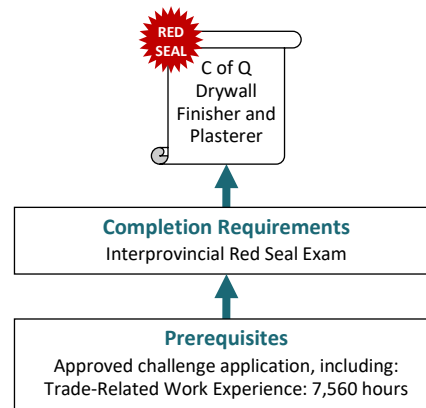 RED
SEAL
C of Q
Drywall
Finisher and
Plasterer
Completion Requirements
Interprovincial Red Seal Exam
Prerequisites
Approved challenge application, including:
Trade-Related Work Experience: 7,560 hours